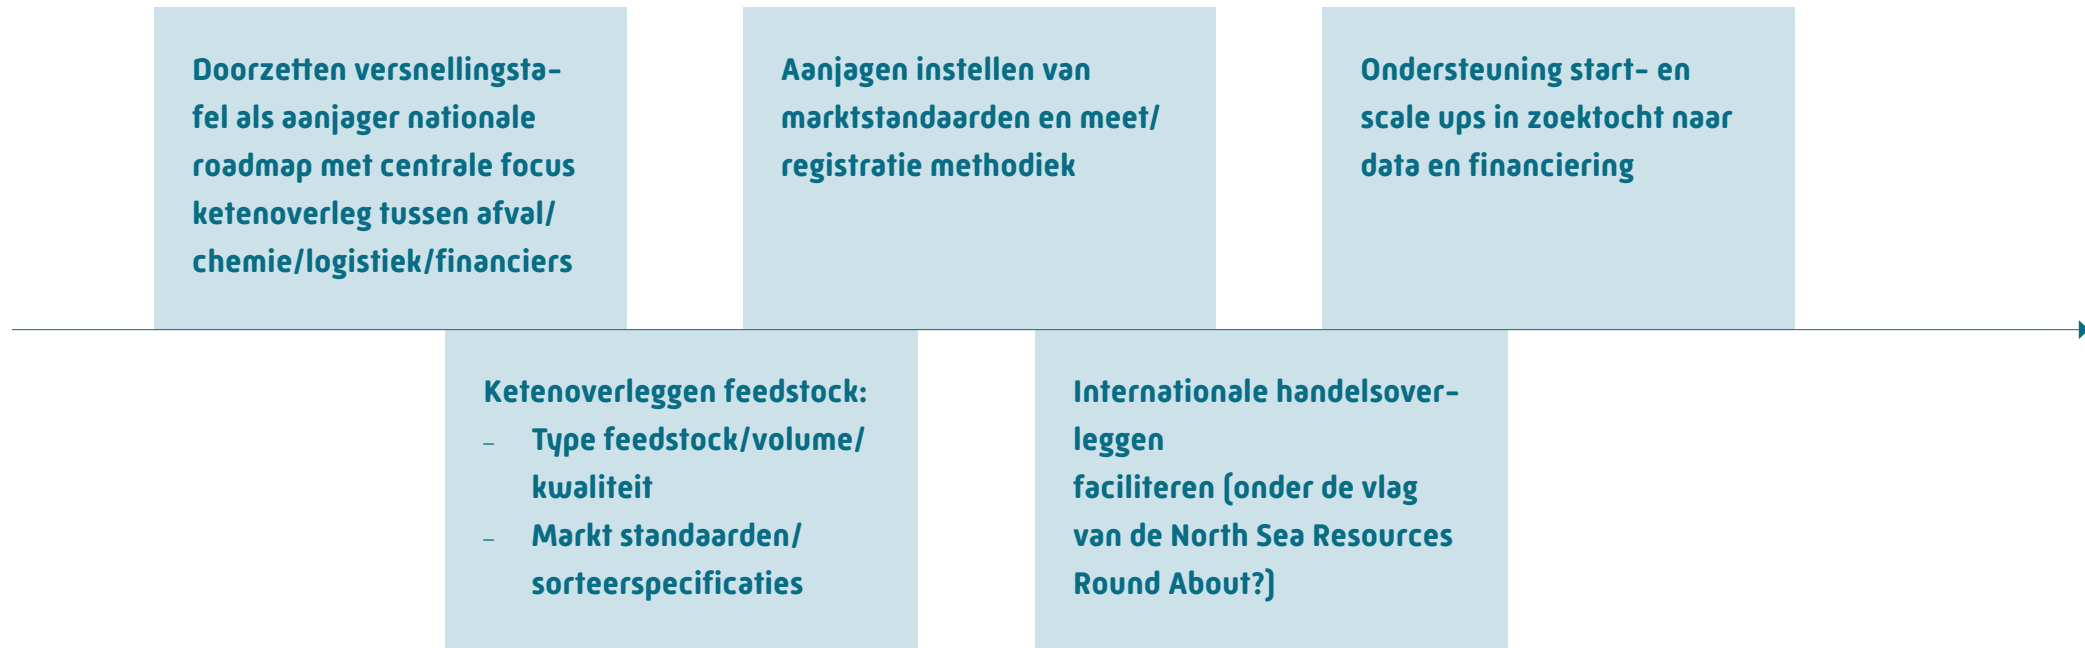 Doorzetten versnellingsta-
fel als aanjager nationale
roadmap met centrale focus
ketenoverleg tussen afval/
chemie/logistiek/financiers
Ketenoverleggen feedstock:
– Type feedstock/volume/
kwaliteit
– Markt standaarden/
sorteerspecificaties
Aanjagen instellen van
marktstandaarden en meet/
registratie methodiek
Internationale handelsover-
leggen
faciliteren (onder de vlag
van de North Sea Resources
Round About?)
Ondersteuning start- en
scale ups in zoektocht naar
data en financiering